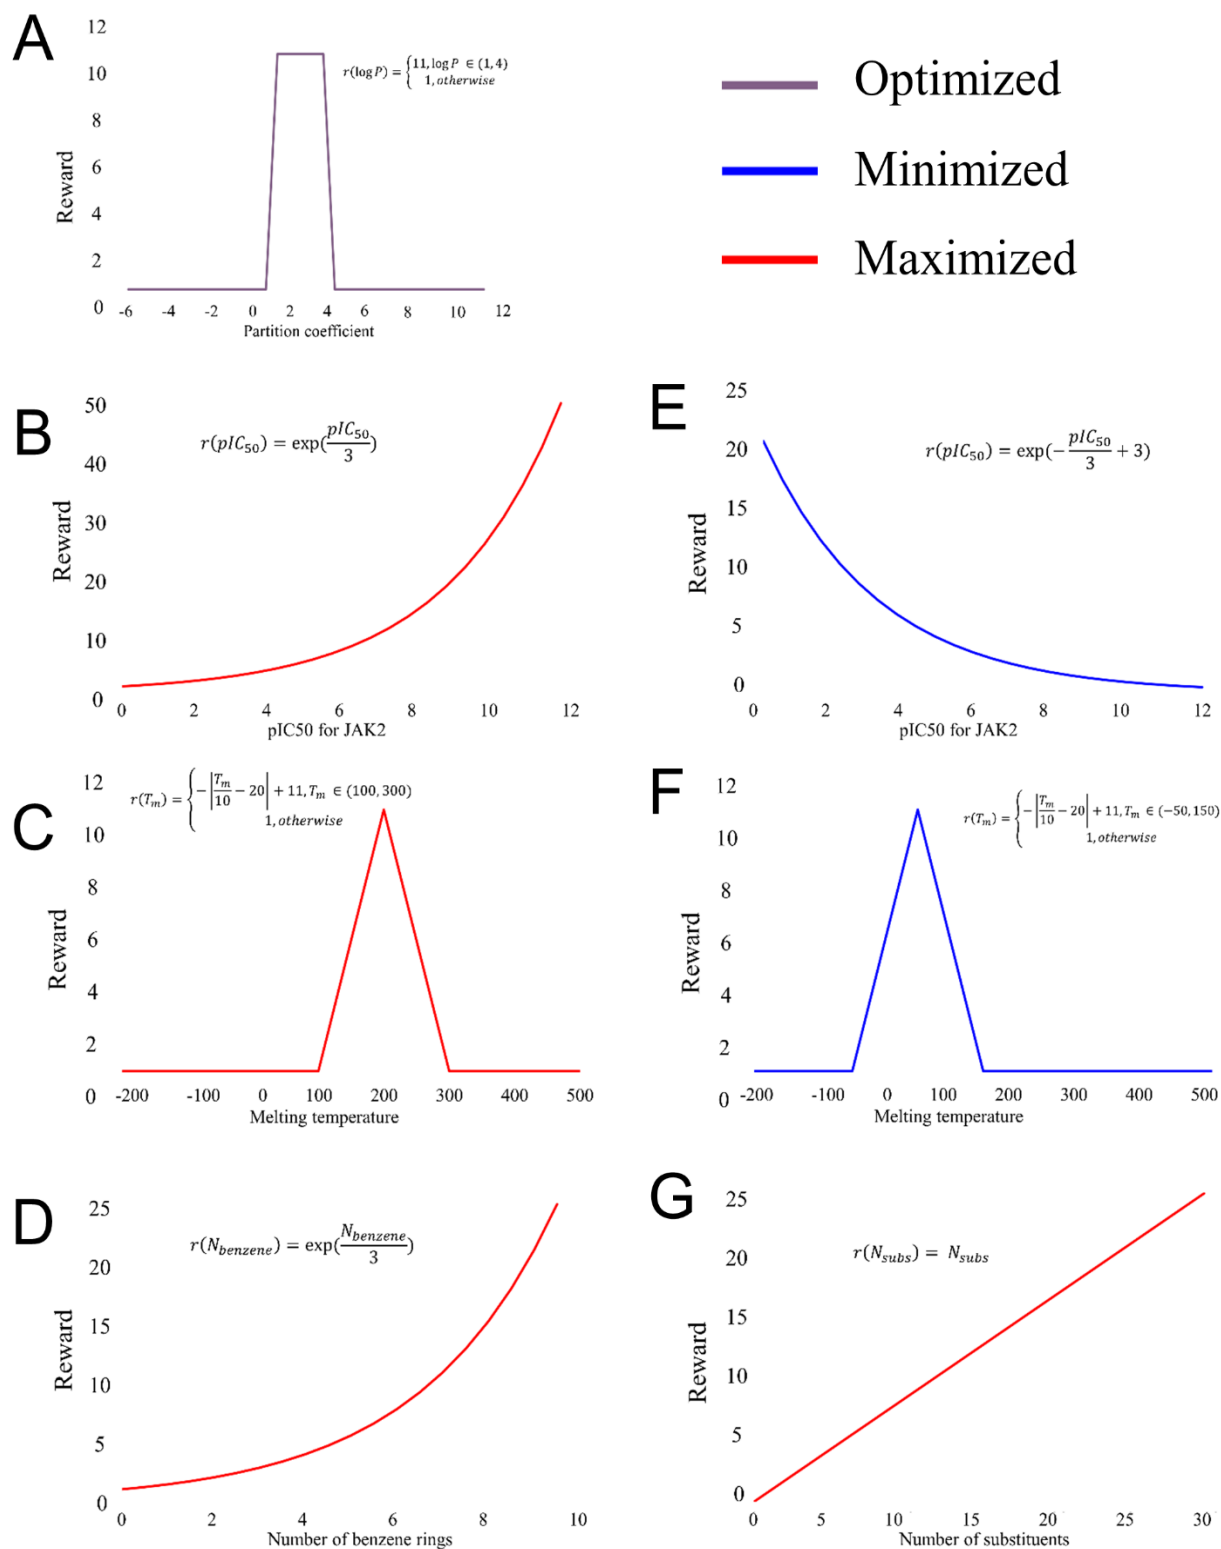 A
12
10
8
6
4
2
0
Reward
r(log P) = {11, log P ∈ (1, 4)
1, otherwise
-6 -4 -2 0 2 4 6 8 10 12
Partition coefficient
Optimized
Minimized
Maximized
B
50
40
30
20
10
0
Reward
r(pIC₅₀) = exp(pIC₅₀/3)
0 2 4 6 8 10 12
pIC50 for JAK2
E
25
20
15
10
5
0
Reward
r(pIC₅₀) = exp(−pIC₅₀/3 + 3)
0 2 4 6 8 10 12
pIC50 for JAK2
C
12
10
8
6
4
2
0
Reward
r(Tₘ) = {−|Tₘ/10 − 20| + 11, Tₘ ∈ (100, 300)
1, otherwise
-200 -100 0 100 200 300 400 500
Melting temperature
F
12
10
8
6
4
2
0
Reward
r(Tₘ) = {−|Tₘ/10 − 20| + 11, Tₘ ∈ (−50, 150)
1, otherwise
-200 -100 0 100 200 300 400 500
Melting temperature
D
25
20
15
10
5
0
Reward
r(N_benzene) = exp(N_benzene/3)
0 2 4 6 8 10
Number of benzene rings
G
25
20
15
10
5
0
Reward
r(N_subs) = N_subs
0 5 10 15 20 25 30
Number of substituents